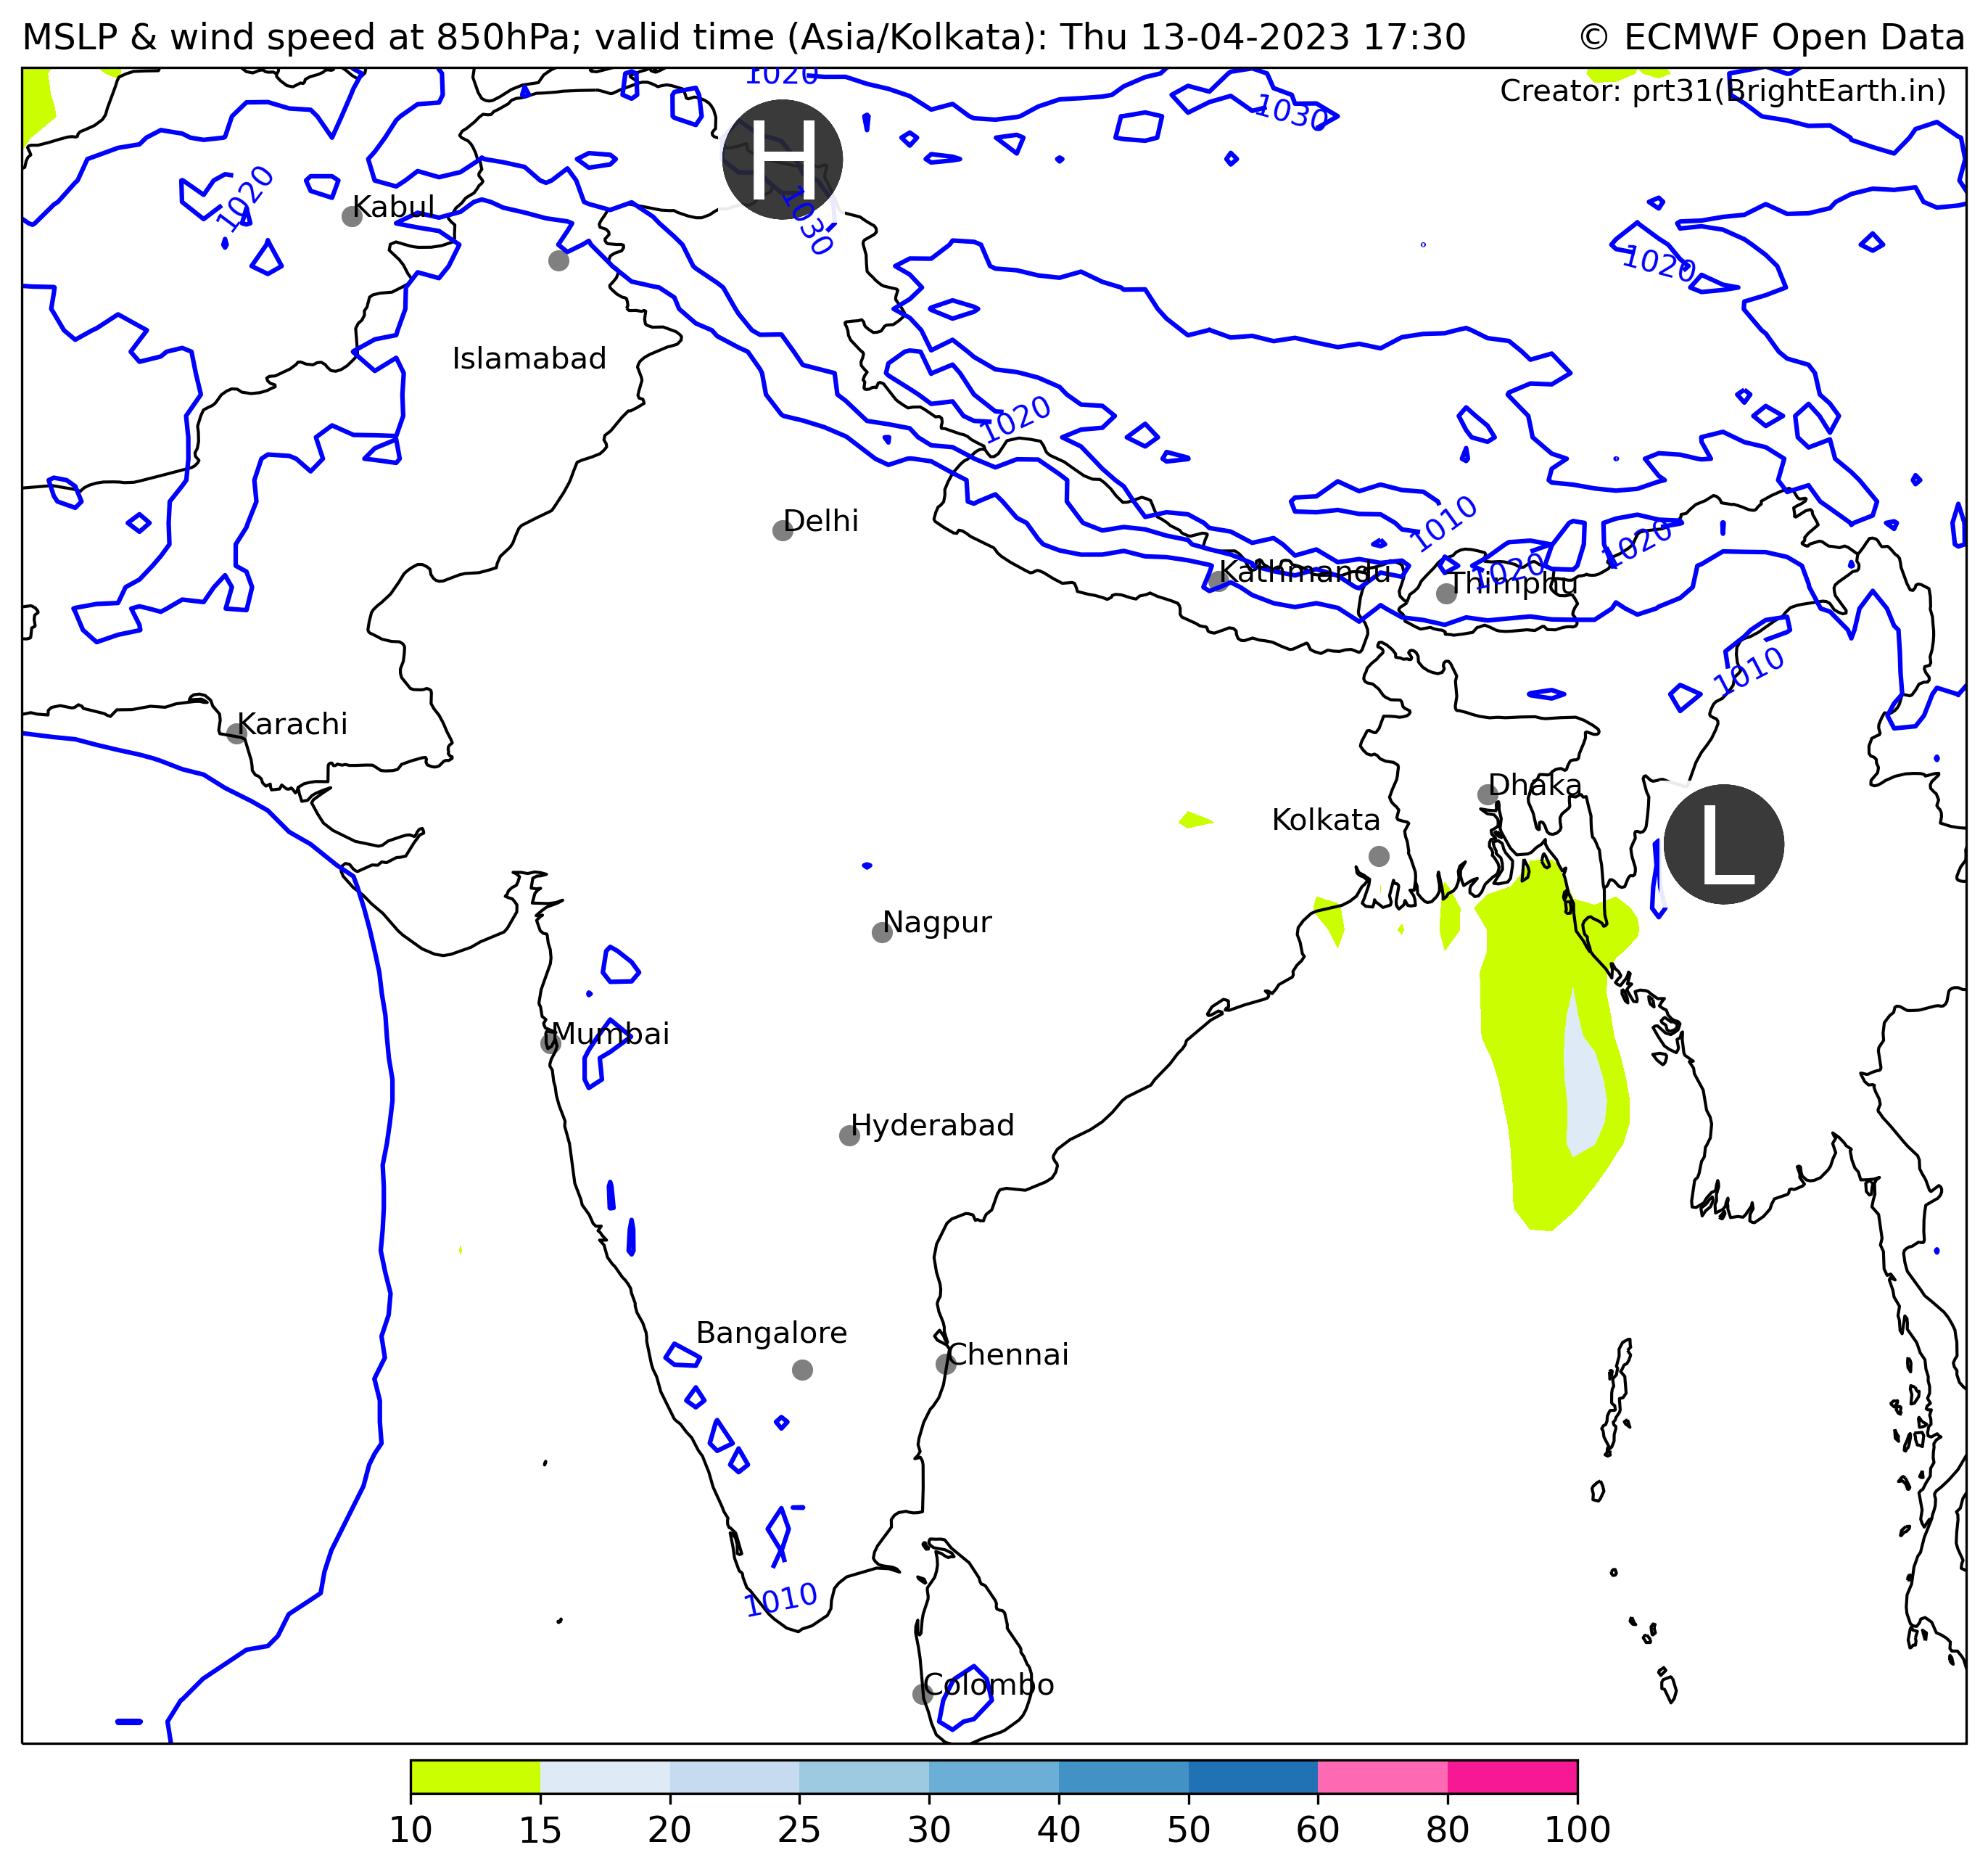 MSLP & wind speed at 850hPa; valid time (Asia/Kolkata): Thu 13-04-2023 17:30 © ECMWF Open Data
Creator: prt31(BrightEarth.in)
1020
1030
H
1020
Kabul
1030
1020
Islamabad
1020
Delhi
1010
1020
1020
Kathmandu
Thimphu
1010
Karachi
Dhaka
Kolkata
L
Nagpur
Mumbai
Hyderabad
Bangalore
Chennai
1010
Colombo
10 15 20 25 30 40 50 60 80 100